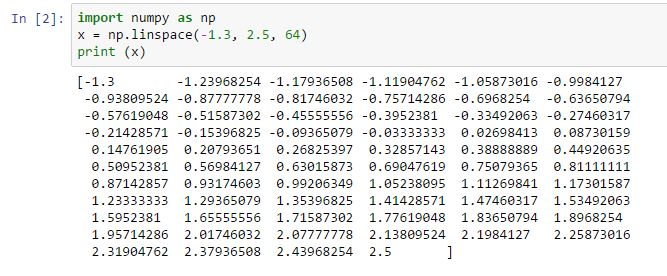 In [2]: import numpy as np
x = np.linspace(-1.3, 2.5, 64)
print (x)
[-1.3        -1.23968254 -1.17936508 -1.11904762 -1.05873016 -0.9984127
 -0.93809524 -0.87777778 -0.81746032 -0.75714286 -0.6968254  -0.63650794
 -0.57619048 -0.51587302 -0.45555556 -0.3952381  -0.33492063 -0.27460317
 -0.21428571 -0.15396825 -0.09365079 -0.03333333  0.02698413  0.08730159
  0.14761905  0.20793651  0.26825397  0.32857143  0.38888889  0.44920635
  0.50952381  0.56984127  0.63015873  0.69047619  0.75079365  0.81111111
  0.87142857  0.93174603  0.99206349  1.05238095  1.11269841  1.17301587
  1.23333333  1.29365079  1.35396825  1.41428571  1.47460317  1.53492063
  1.5952381   1.65555556  1.71587302  1.77619048  1.83650794  1.8968254
  1.95714286  2.01746032  2.07777778  2.13809524  2.1984127   2.25873016
  2.31904762  2.37936508  2.43968254  2.5       ]